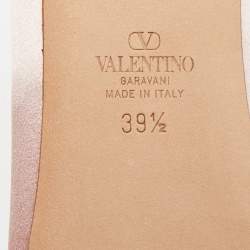 VALENTINO
GARAVANI
MADE IN ITALY
39½